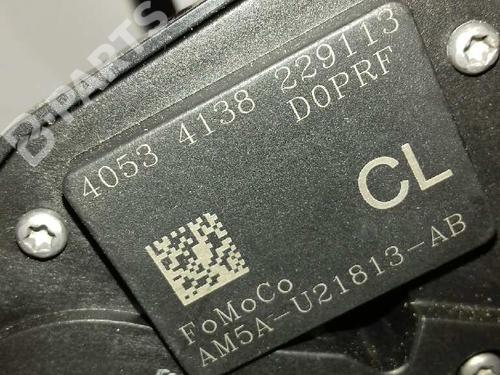 B-PARTS
4053 4138 229113
D0PRF
CL
FoMoCo
AM5A-U21813-AB